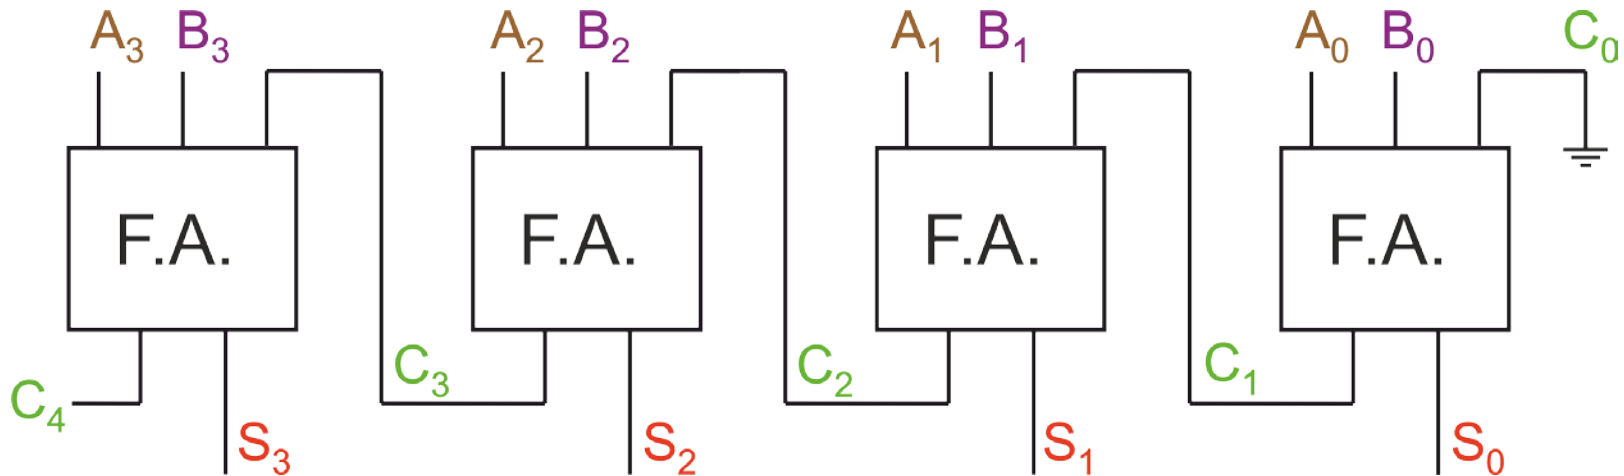 A3 B3 A2 B2 A1 B1 A0 B0 C0
F.A. F.A. F.A. F.A.
C4 C3 C2 C1
S3 S2 S1 S0